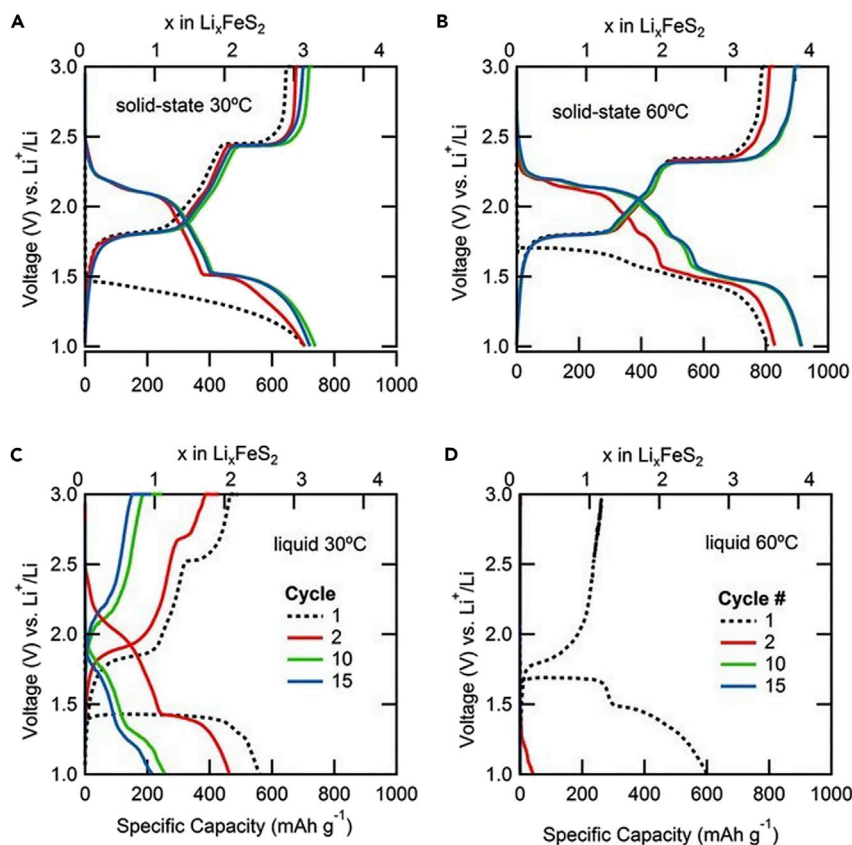 A
x in LixFeS2
0 1 2 3 4
3.0
2.5
2.0
1.5
1.0
Voltage (V) vs. Li+/Li
solid-state 30ºC
0 200 400 600 800 1000
B
x in LixFeS2
0 1 2 3 4
3.0
2.5
2.0
1.5
1.0
Voltage (V) vs. Li+/Li
solid-state 60ºC
0 200 400 600 800 1000
C
x in LixFeS2
0 1 2 3 4
3.0
2.5
2.0
1.5
1.0
Voltage (V) vs. Li+/Li
liquid 30ºC
Cycle
1
2
10
15
0 200 400 600 800 1000
Specific Capacity (mAh g-1)
D
x in LixFeS2
0 1 2 3 4
3.0
2.5
2.0
1.5
1.0
Voltage (V) vs. Li+/Li
liquid 60ºC
Cycle #
1
2
10
15
0 200 400 600 800 1000
Specific Capacity (mAh g-1)